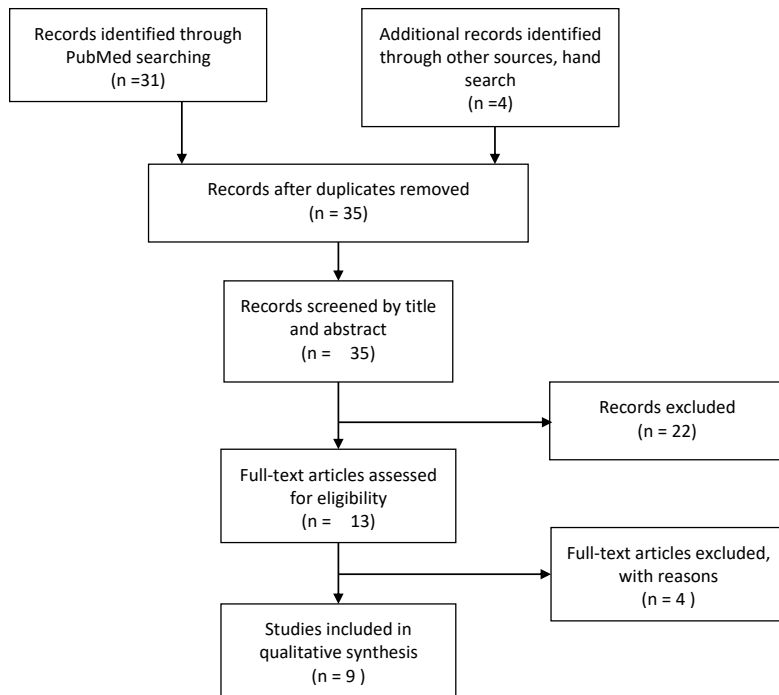 Records identified through
PubMed searching
(n =31)
Additional records identified
through other sources, hand
search
(n =4)
Records after duplicates removed
(n = 35)
Records screened by title
and abstract
(n =    35)
Records excluded
(n = 22)
Full-text articles assessed
for eligibility
(n =    13)
Full-text articles excluded,
with reasons
(n = 4 )
Studies included in
qualitative synthesis
(n = 9 )